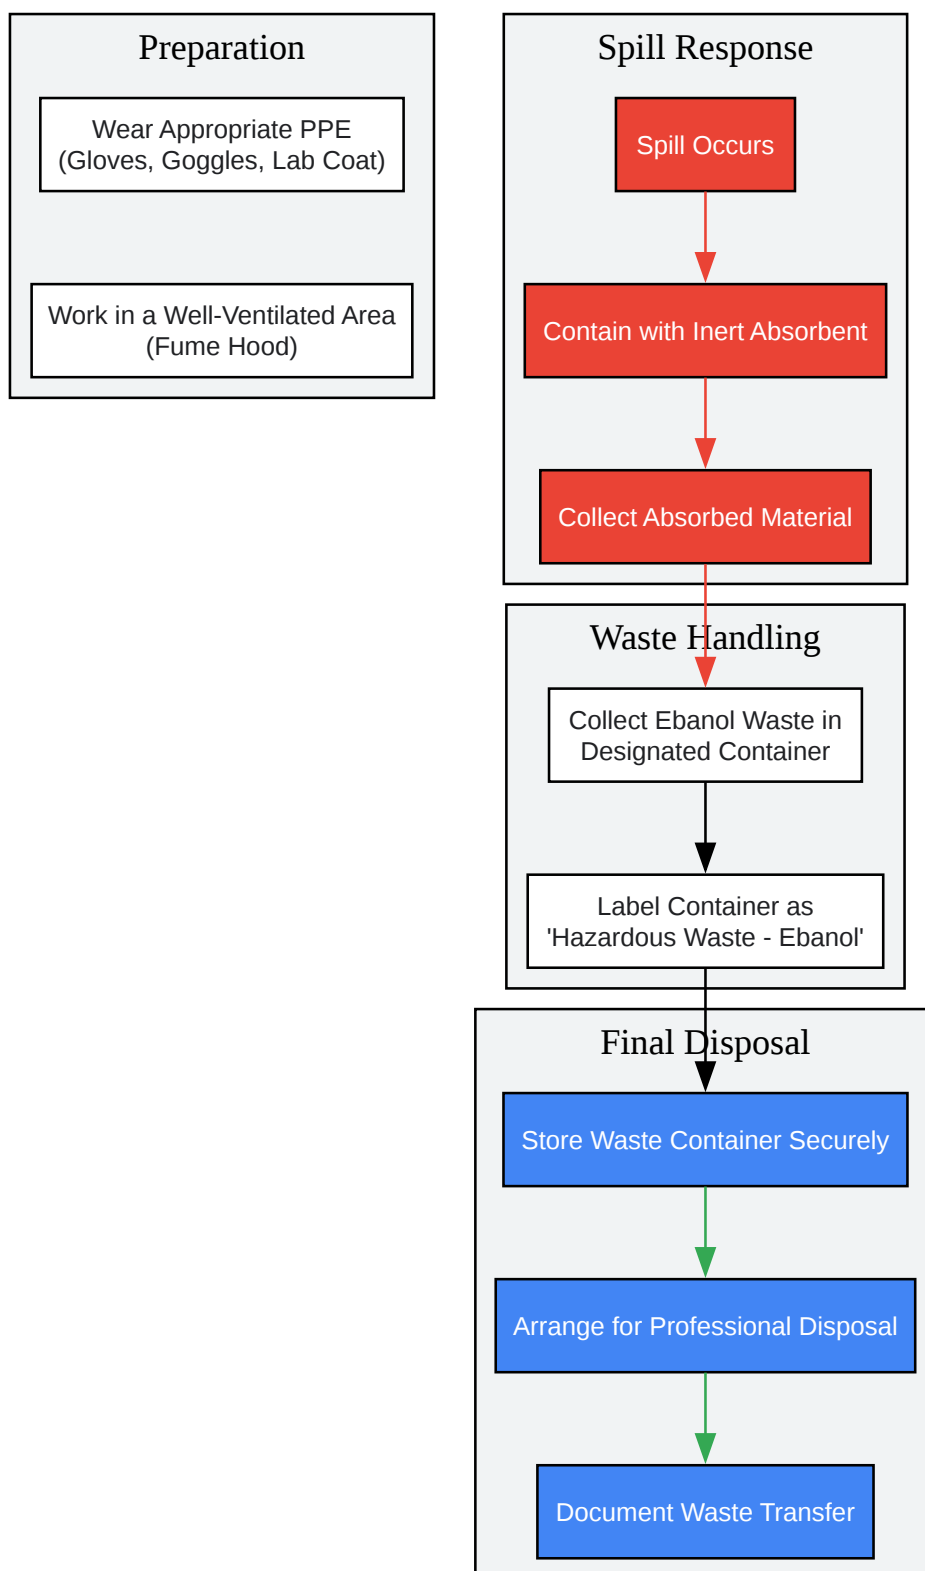 Preparation
Wear Appropriate PPE
(Gloves, Goggles, Lab Coat)
Work in a Well-Ventilated Area
(Fume Hood)
Spill Response
Spill Occurs
Contain with Inert Absorbent
Collect Absorbed Material
Waste Handling
Collect Ebanol Waste in
Designated Container
Label Container as
'Hazardous Waste - Ebanol'
Final Disposal
Store Waste Container Securely
Arrange for Professional Disposal
Document Waste Transfer